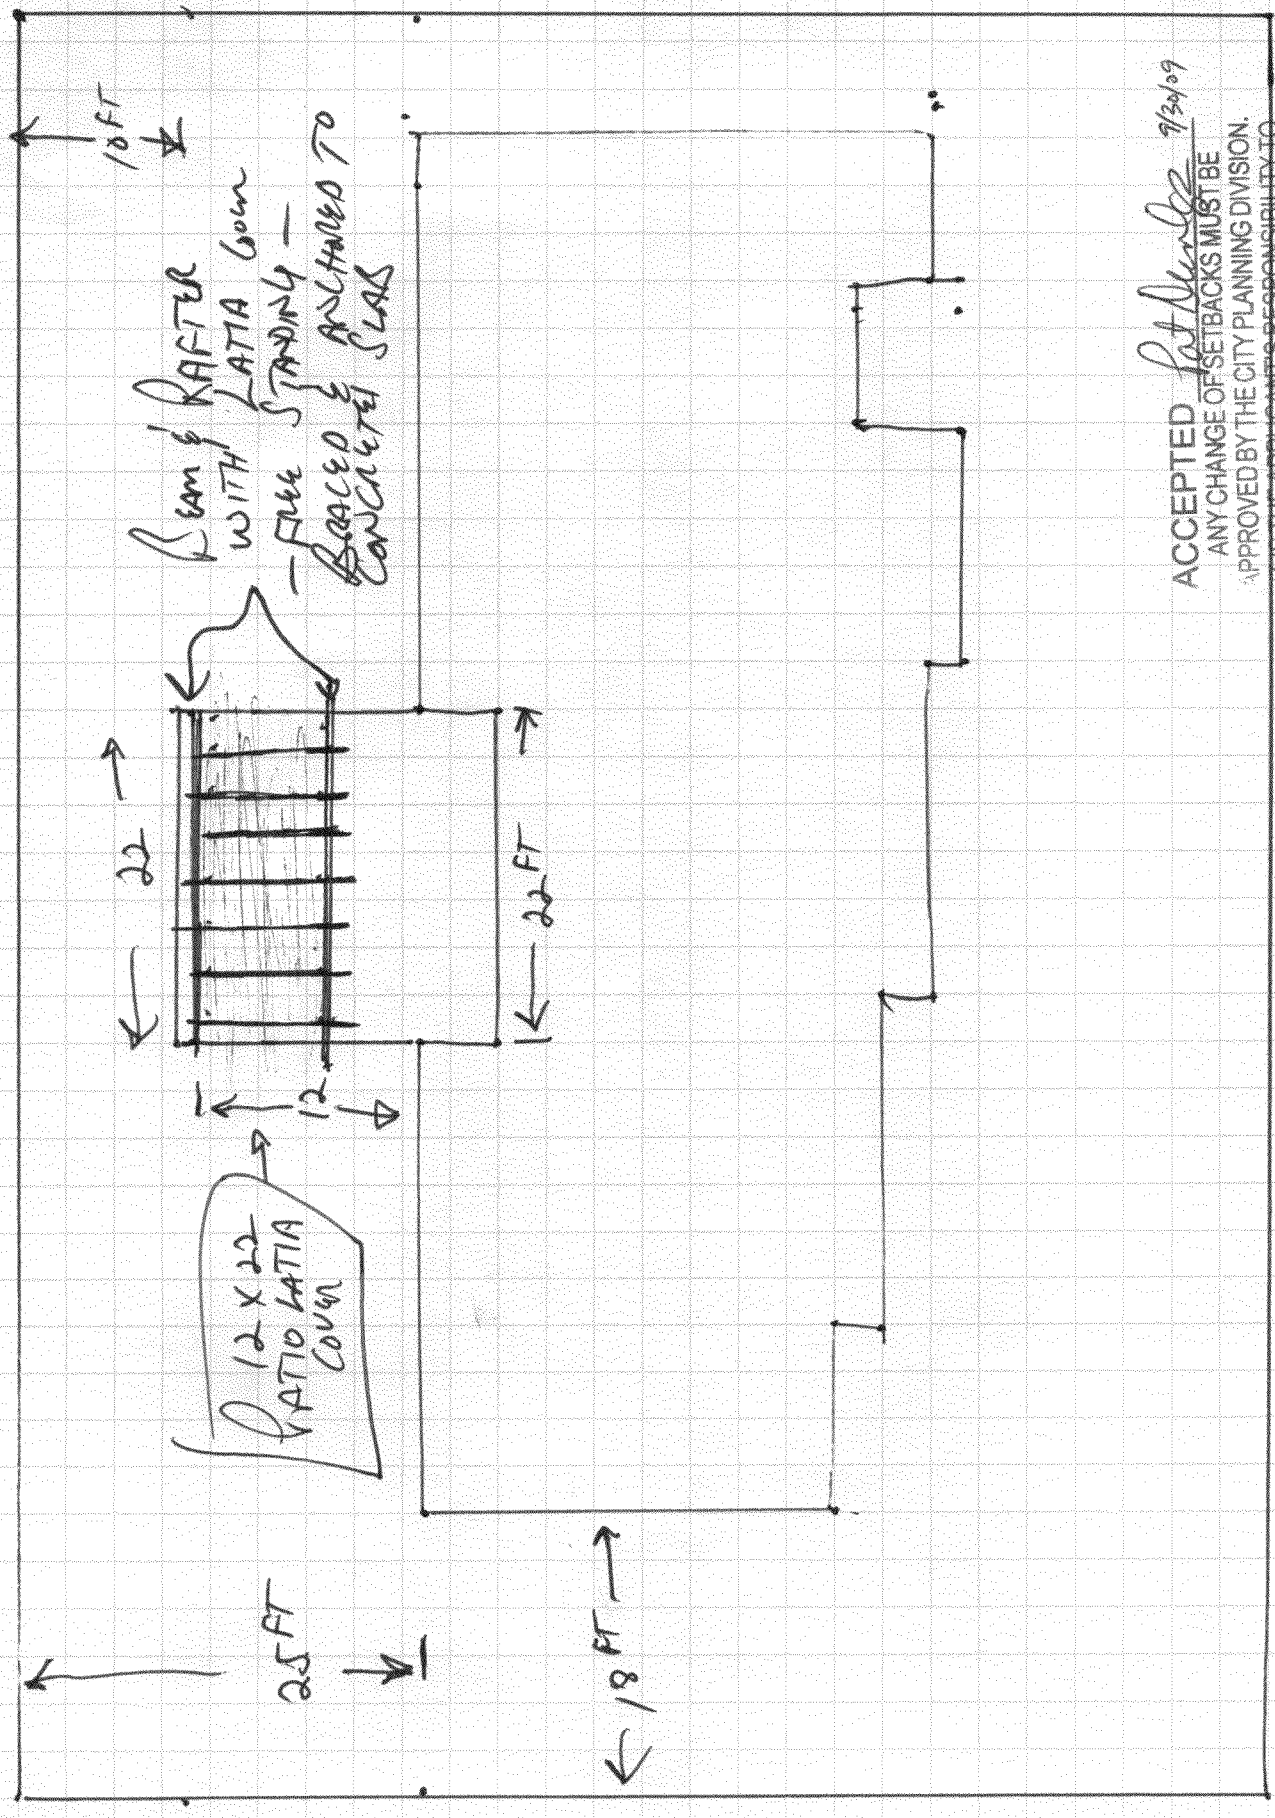 12 X 22
PATIO LATIA
COVER
25 FT
18 FT
12
22
22 FT
BEAM & RAFTER
WITH LATIA COVER
— FREE STANDING —
BRACED & ANCHORED TO
CONCRETE SLAB
10 FT
ACCEPTED 9/30/09
ANY CHANGE OF SETBACKS MUST BE
APPROVED BY THE CITY PLANNING DIVISION.